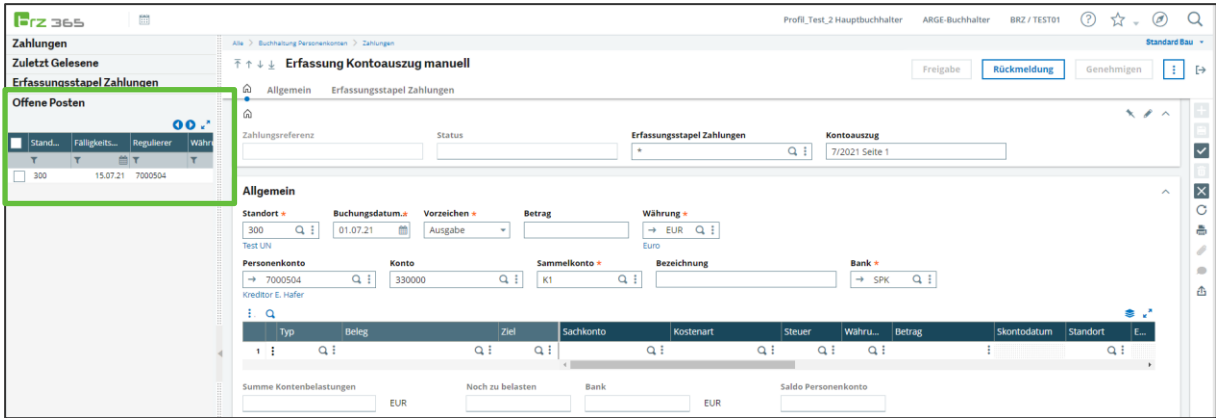 brz 365
Profil_Test_2 Hauptbuchhalter ARGE-Buchhalter BRZ / TEST01
Zahlungen
Zuletzt Gelesene
Erfassungsstapel Zahlungen
Offene Posten
Stand... Fälligkeits... Regulierer Währ
300 15.07.21 7000504
Alle > Buchhaltung Personenkonten > Zahlungen
Standard Bau
Erfassung Kontoauszug manuell
Freigabe Rückmeldung Genehmigen
Allgemein Erfassungsstapel Zahlungen
Zahlungsreferenz Status Erfassungsstapel Zahlungen Kontoauszug
* 7/2021 Seite 1
Allgemein
Standort * Buchungsdatum..* Vorzeichen * Betrag Währung *
300 01.07.21 Ausgabe EUR
Test UN Euro
Personenkonto Konto Sammelkonto * Bezeichnung Bank *
7000504 330000 K1 SPK
Kreditor E. Hafer
Typ Beleg Ziel Sachkonto Kostenart Steuer Währu... Betrag Skontodatum Standort E...
1
Summe Kontenbelastungen Noch zu belasten Bank Saldo Personenkonto
EUR EUR